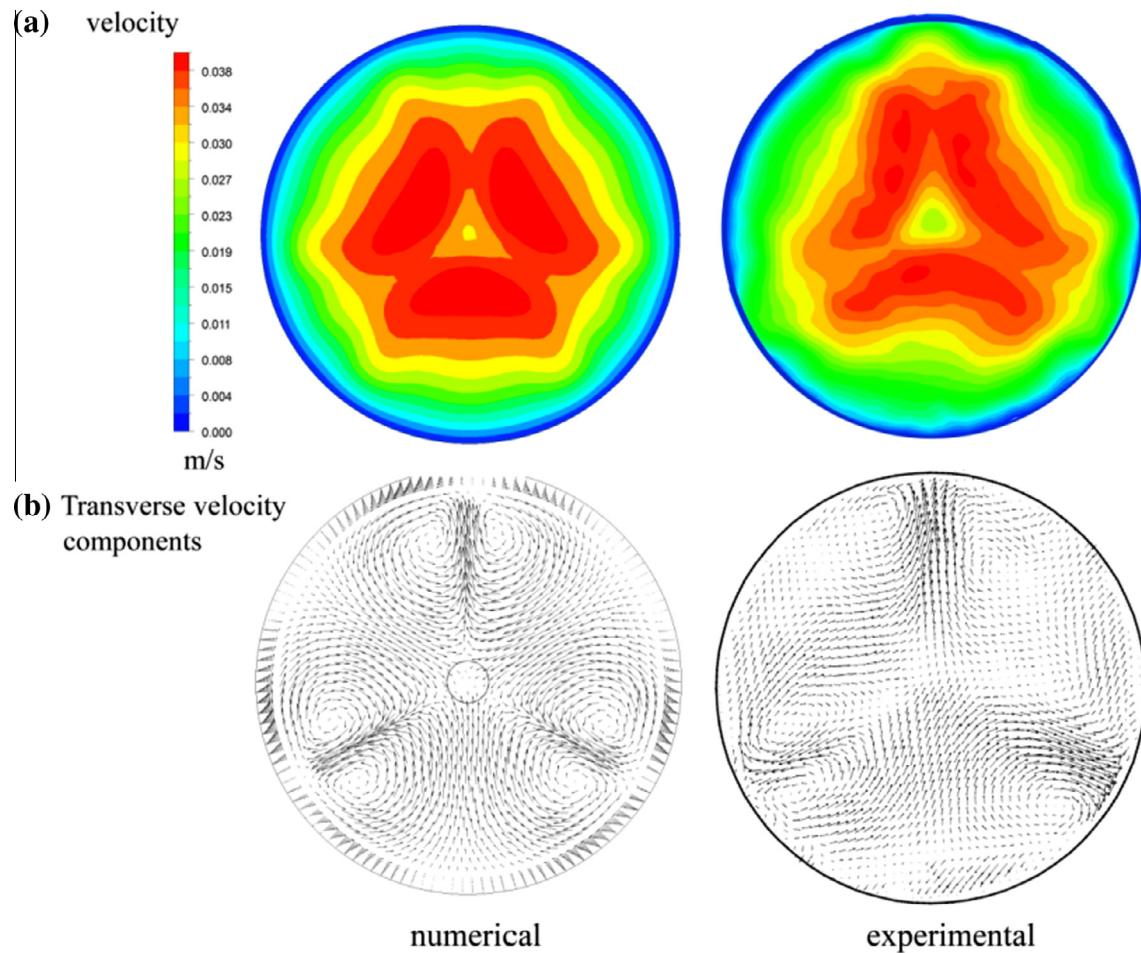 (a) velocity
0.038
0.034
0.030
0.027
0.023
0.019
0.015
0.011
0.008
0.004
0.000
m/s
(b) Transverse velocity
components
numerical
experimental